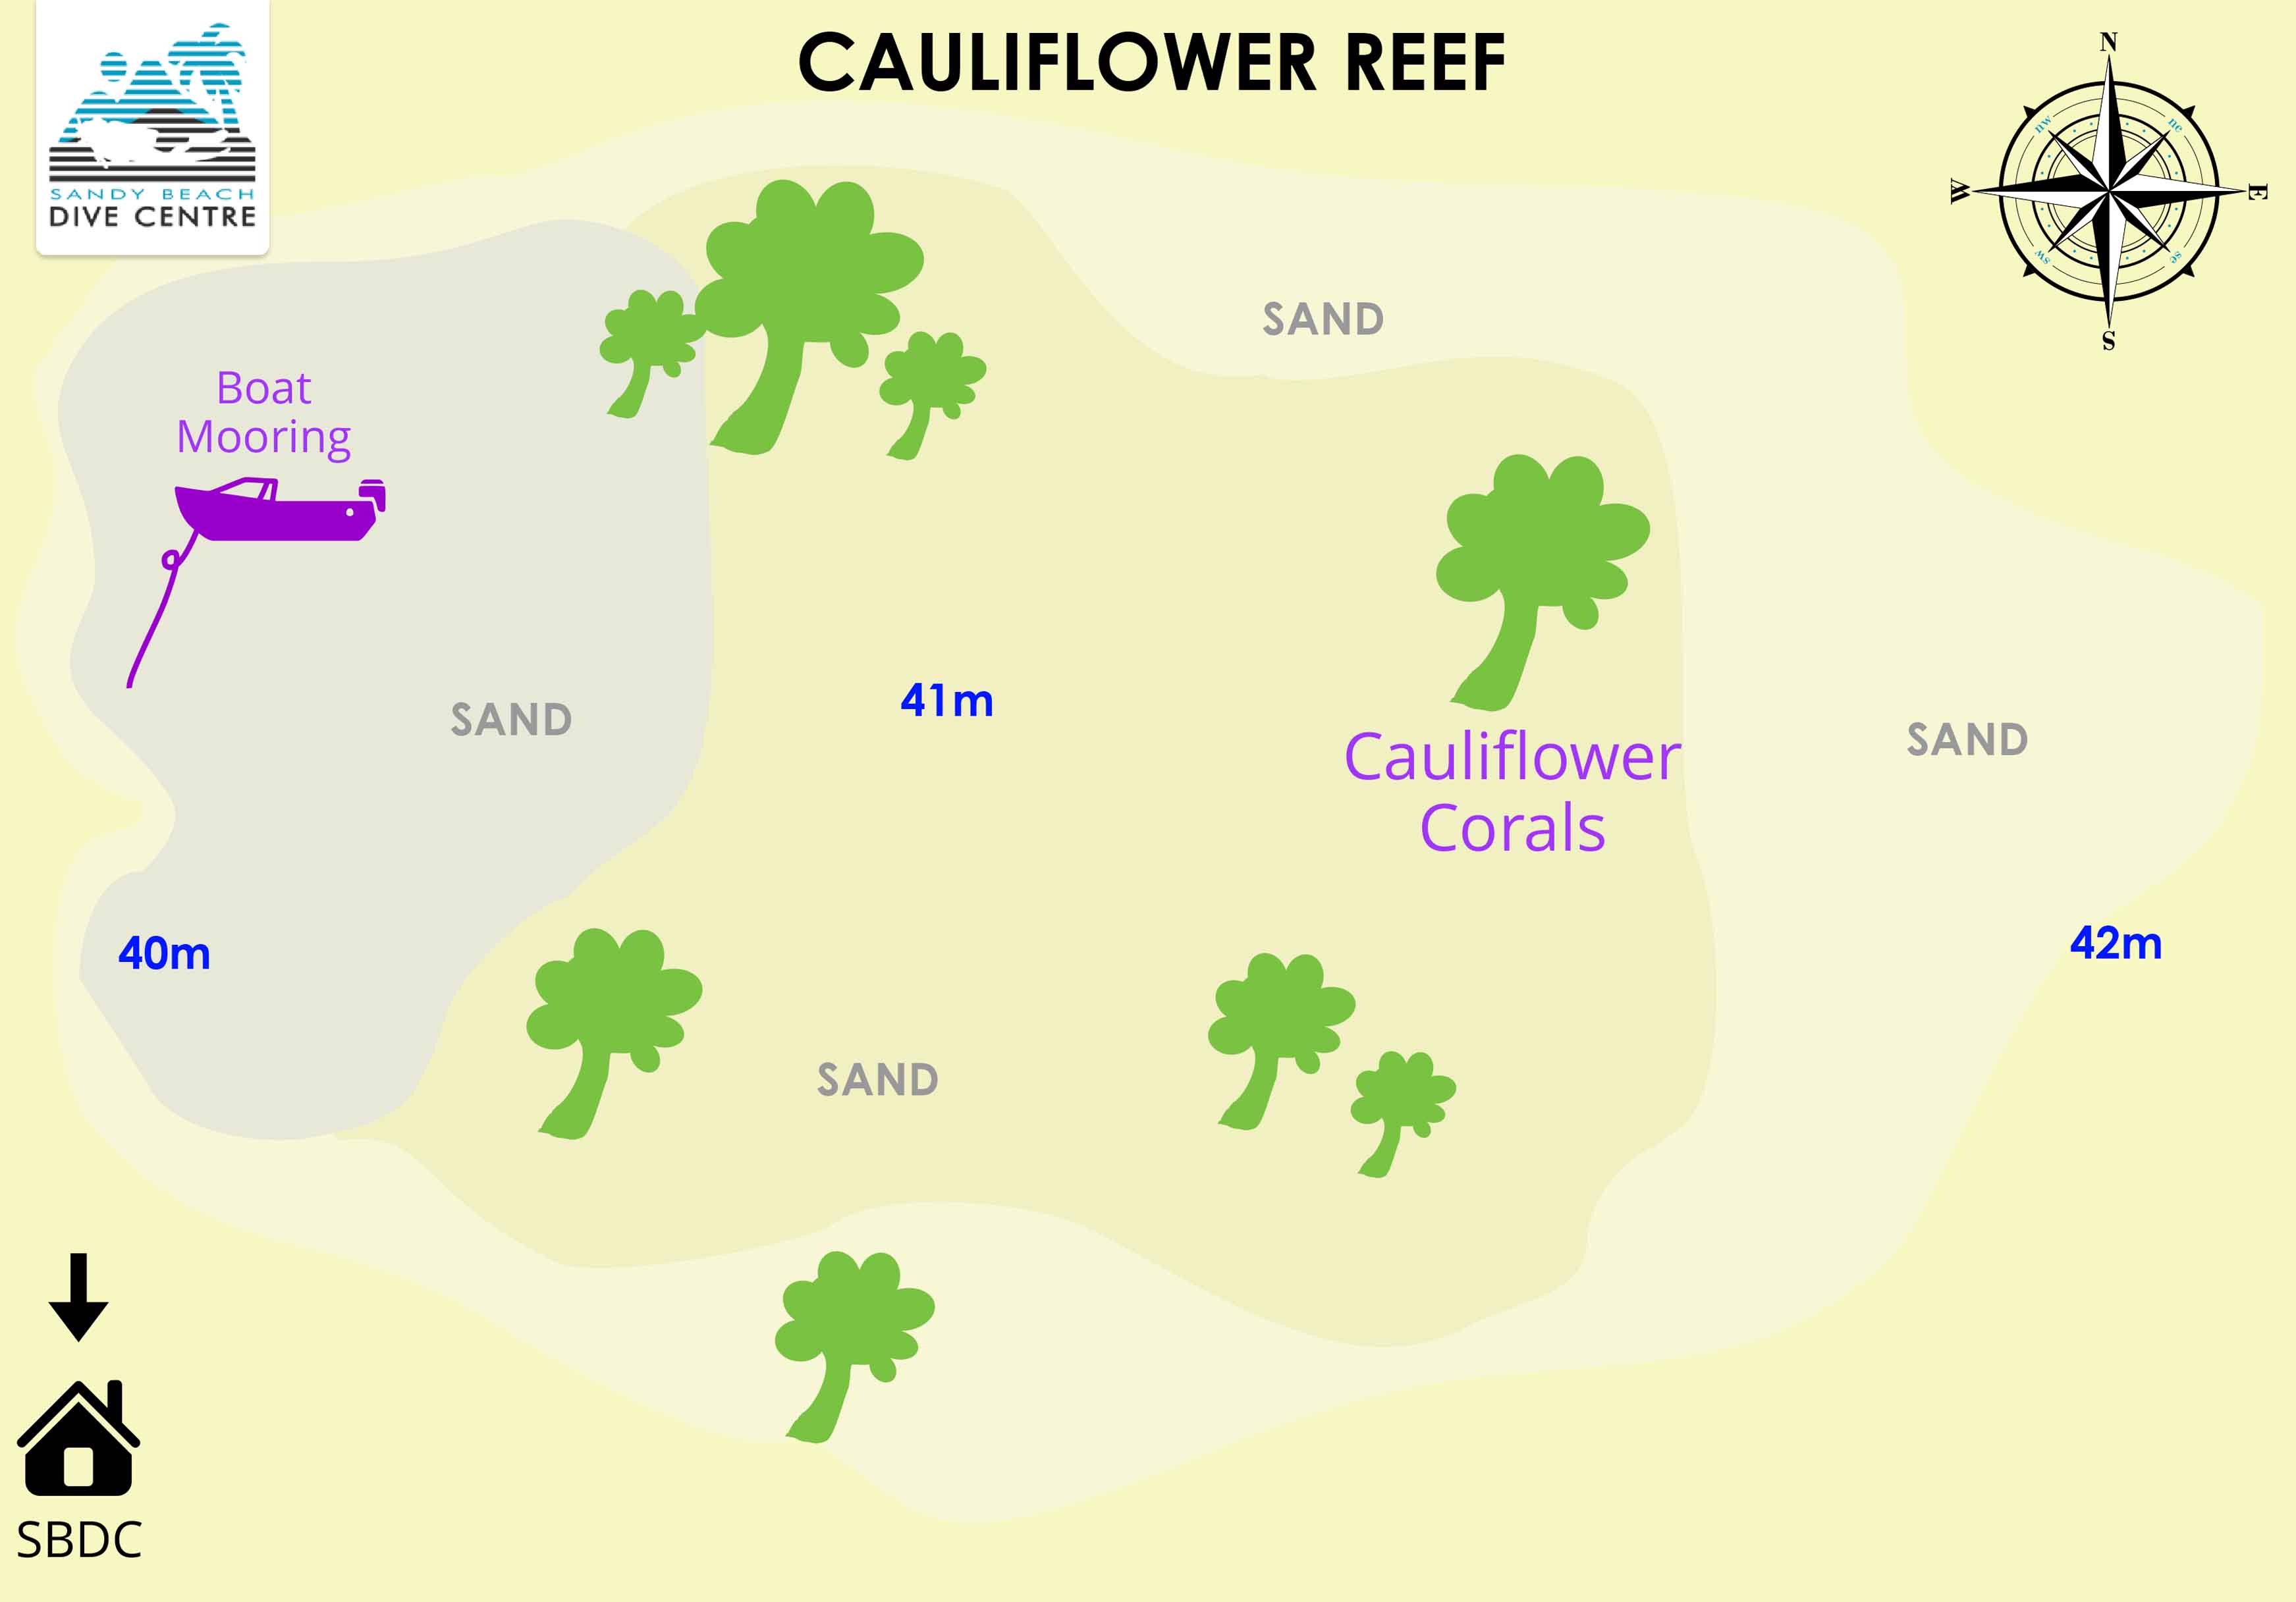 CAULIFLOWER REEF
SANDY BEACH
DIVE CENTRE
N
nw
ne
W
E
sw
se
S
SAND
Boat
Mooring
SAND
41m
Cauliflower
Corals
SAND
40m
42m
SAND
SBDC